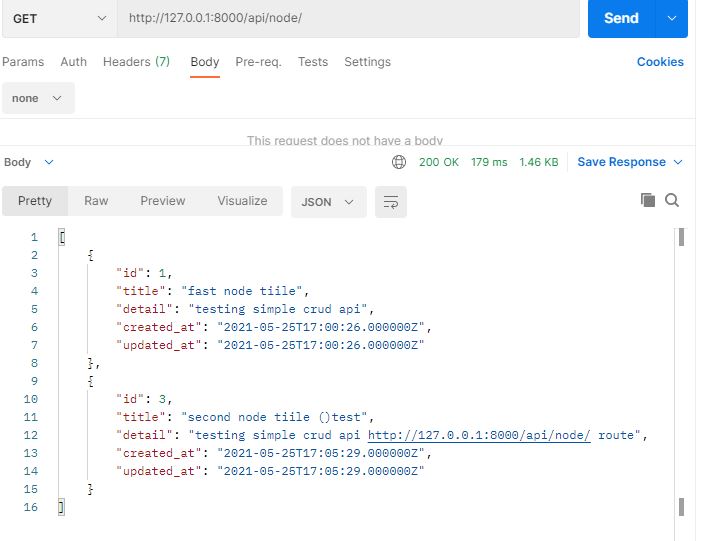 GET http://127.0.0.1:8000/api/node/ Send
Params Auth Headers (7) Body Pre-req. Tests Settings Cookies
none
This request does not have a body
Body 200 OK 179 ms 1.46 KB Save Response
Pretty Raw Preview Visualize JSON
1 [
2 {
3 "id": 1,
4 "title": "fast node tiile",
5 "detail": "testing simple crud api",
6 "created_at": "2021-05-25T17:00:26.000000Z",
7 "updated_at": "2021-05-25T17:00:26.000000Z"
8 },
9 {
10 "id": 3,
11 "title": "second node tiile ()test",
12 "detail": "testing simple crud api http://127.0.0.1:8000/api/node/ route",
13 "created_at": "2021-05-25T17:05:29.000000Z",
14 "updated_at": "2021-05-25T17:05:29.000000Z"
15 }
16 ]